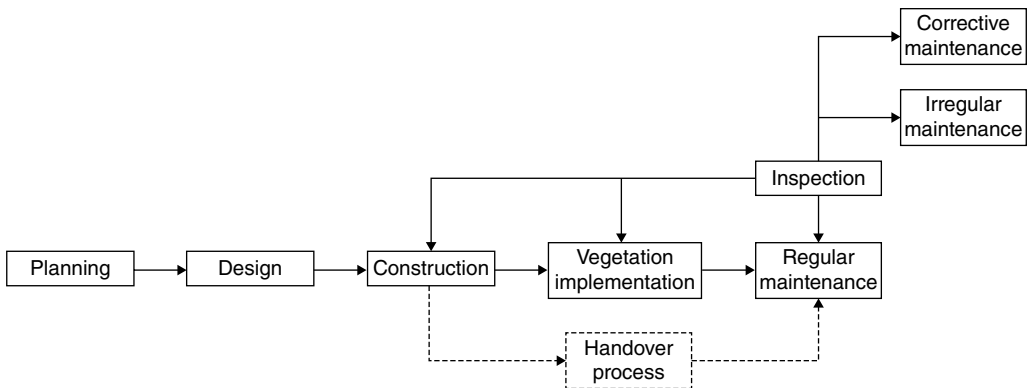 Corrective
maintenance
Irregular
maintenance
Inspection
Planning
Design
Construction
Vegetation
implementation
Regular
maintenance
Handover
process